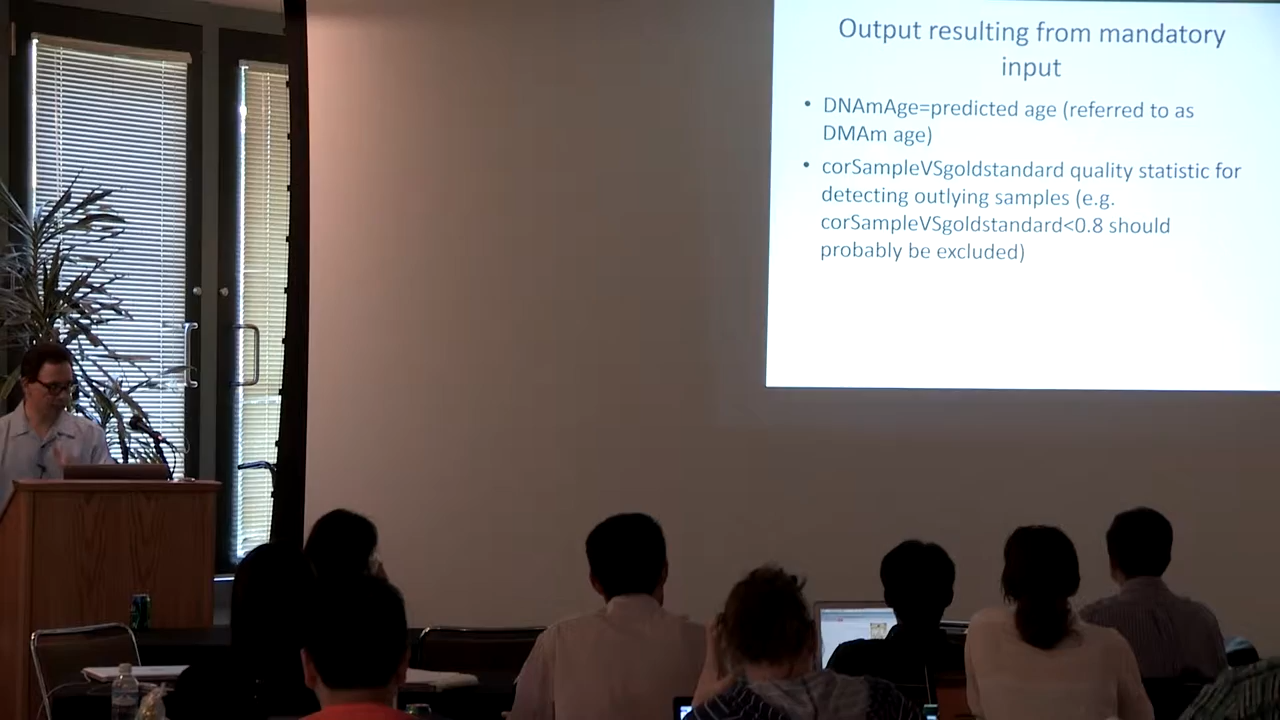 Output resulting from mandatory
input
• DNAmAge=predicted age (referred to as
DMAm age)
• corSampleVSgoldstandard quality statistic for
detecting outlying samples (e.g.
corSampleVSgoldstandard<0.8 should
probably be excluded)